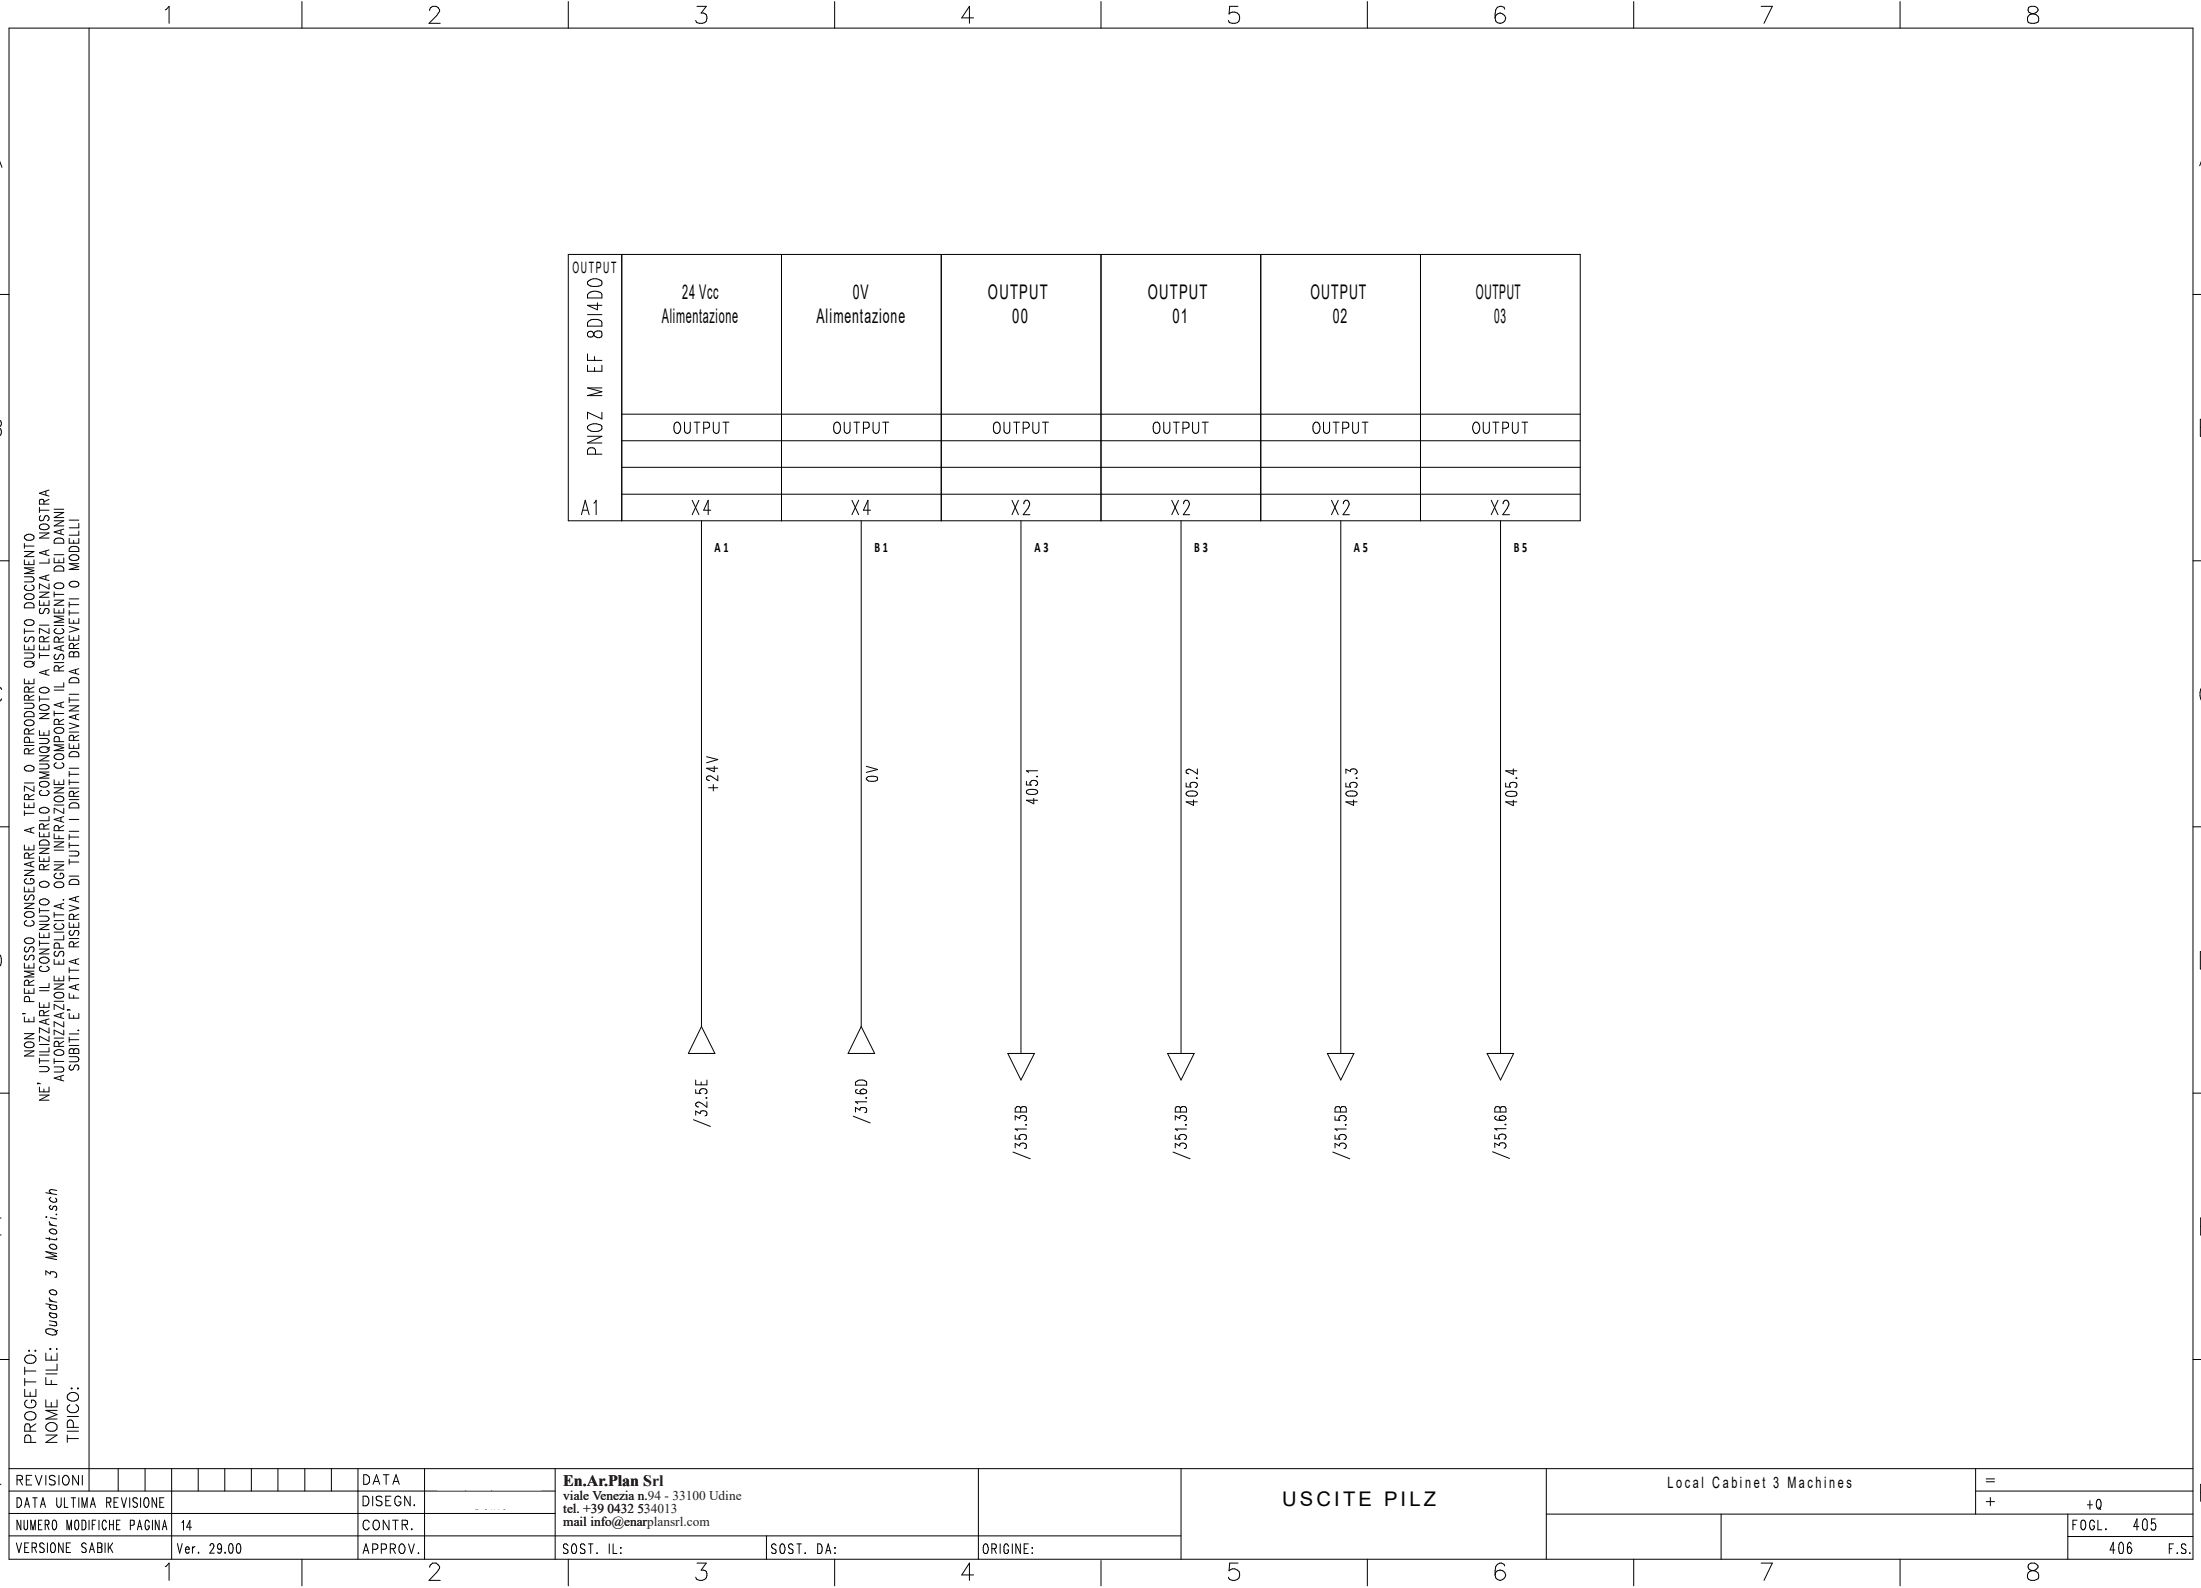 1 2 3 4 5 6 7 8
OUTPUT
PNOZ M EF 8DI4DO
A1
24 Vcc
Alimentazione
0V
Alimentazione
OUTPUT
00
OUTPUT
01
OUTPUT
02
OUTPUT
03
OUTPUT OUTPUT OUTPUT OUTPUT OUTPUT OUTPUT
X4 X4 X2 X2 X2 X2
A1 B1 A3 B3 A5 B5
+24V 0V 405.1 405.2 405.3 405.4
/32.5E /31.6D /351.3B /351.3B /351.5B /351.6B
NON E' PERMESSO CONSEGNARE A TERZI O RIPRODURRE QUESTO DOCUMENTO
NE' UTILIZZARE IL CONTENUTO O RENDERLO COMUNQUE NOTO A TERZI SENZA LA NOSTRA
AUTORIZZAZIONE ESPLICITA. OGNI INFRAZIONE COMPORTA IL RISARCIMENTO DEI DANNI
SUBITI. E' FATTA RISERVA DI TUTTI I DIRITTI DERIVANTI DA BREVETTI O MODELLI
PROGETTO:
NOME FILE: Quadro 3 Motori.sch
TIPICO:
REVISIONI
DATA ULTIMA REVISIONE
NUMERO MODIFICHE PAGINA 14
VERSIONE SABIK Ver. 29.00
DATA
DISEGN.
CONTR.
APPROV.
En.Ar.Plan Srl
viale Venezia n.94 - 33100 Udine
tel. +39 0432 534013
mail info@enarplansrl.com
SOST. IL: SOST. DA: ORIGINE:
USCITE PILZ
Local Cabinet 3 Machines
=
+ +Q
FOGL. 405
406 F.S.
1 2 3 4 5 6 7 8